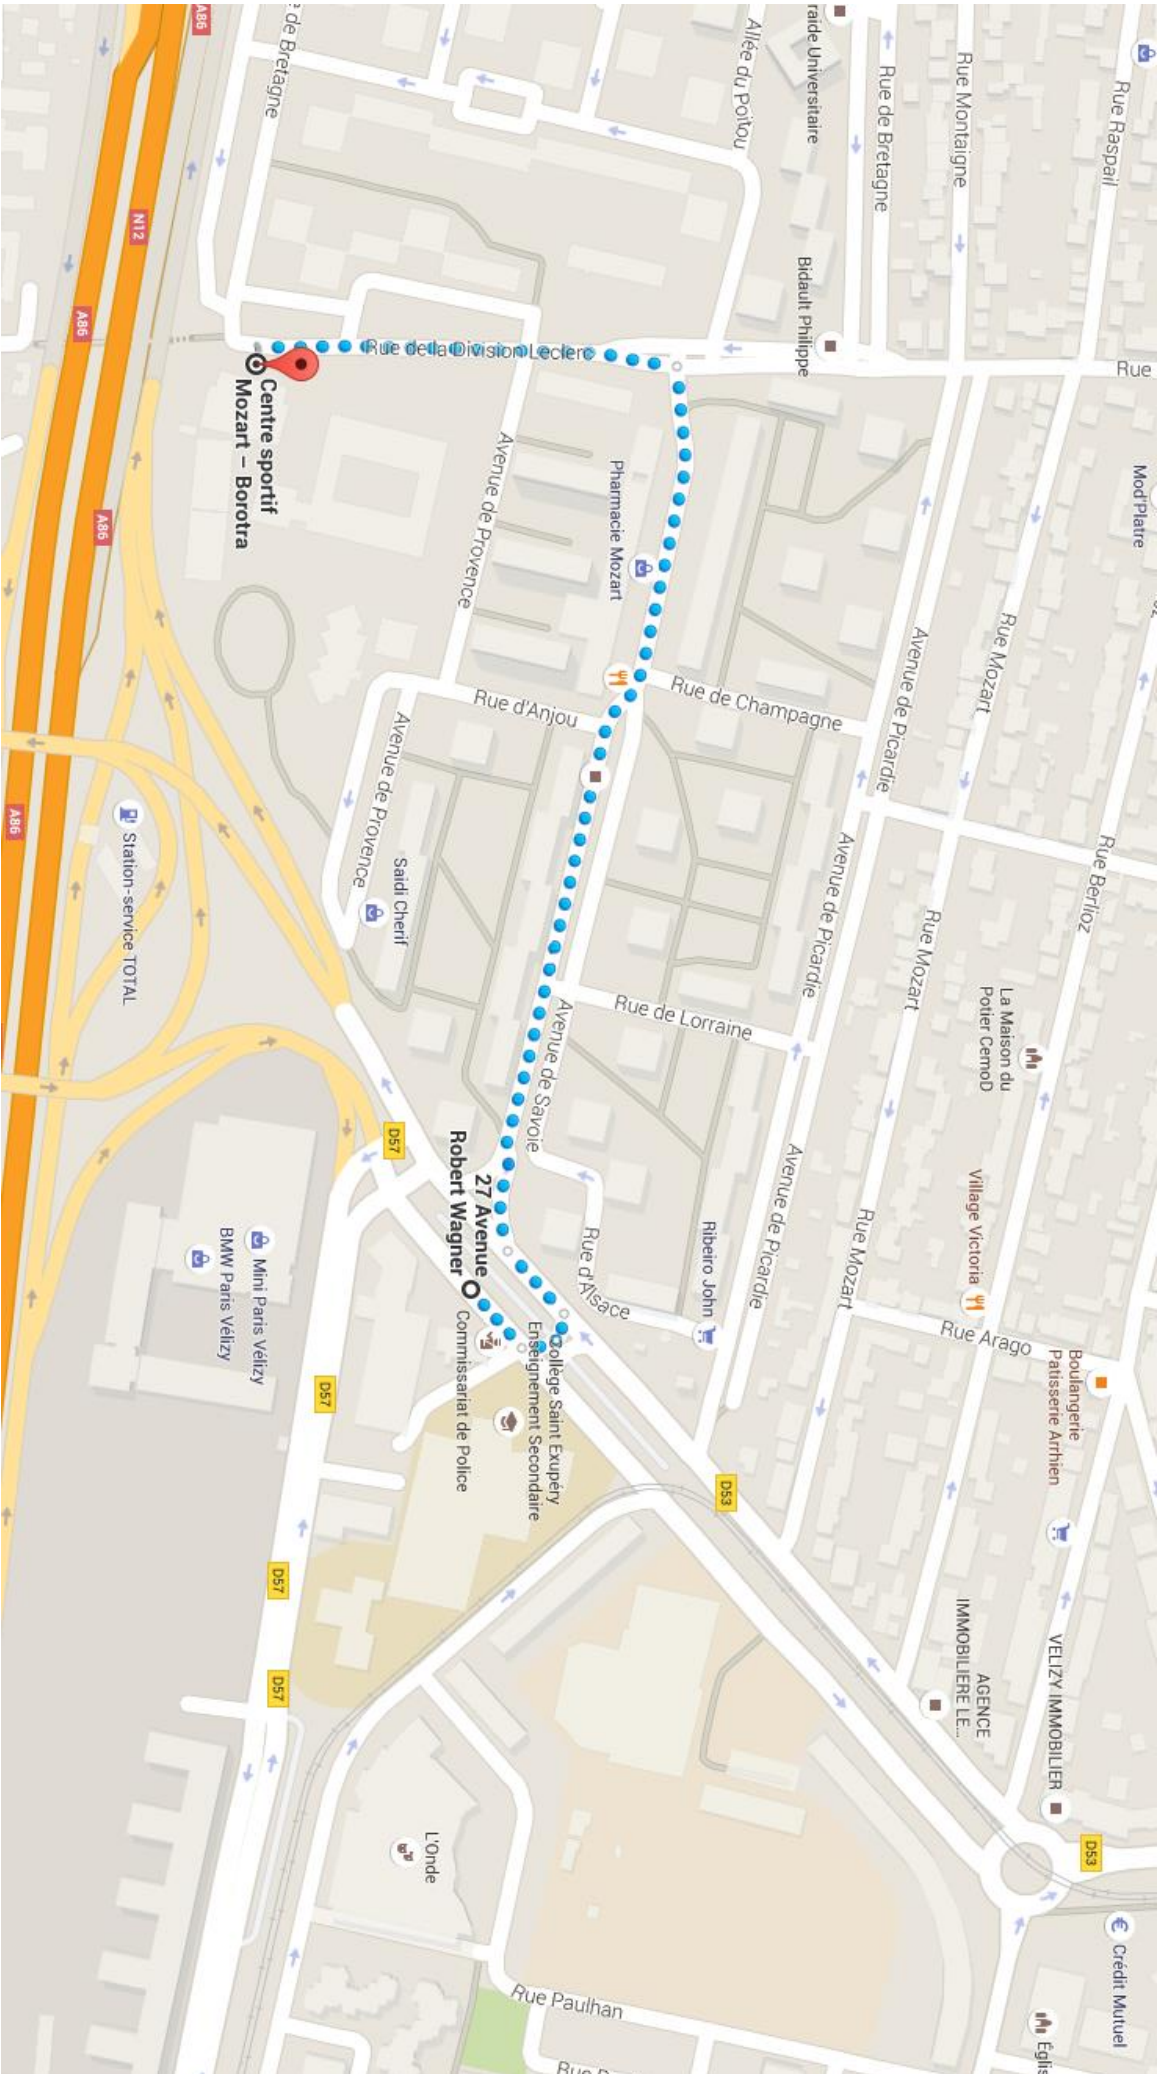 A86
de Bretagne
Allée du Poitou
raide Universitaire
Rue de Bretagne
Rue Montaigne
Rue Raspail
N12
A86
Bidault Philippe
Rue de la Division Leclerc
Rue
Centre sportif
Mozart – Borotra
Avenue de Provence
Pharmacie Mozart
Mod'Platre
A86
Rue d'Anjou
Rue de Champagne
Avenue de Picardie
Rue Mozart
Avenue de Provence
A86
Station-service TOTAL
Saidi Cherif
Avenue de Picardie
Rue Mozart
Rue Berlioz
Rue de Lorraine
Avenue de Savoie
La Maison du
Potier CemoD
D57
27 Avenue
Robert Wagner
Rue d'Alsace
Ribeiro John
Avenue de Picardie
Rue Mozart
Village Victoria
Rue Arago
Mini Paris Vélizy
BMW Paris Vélizy
Commissariat de Police
Collège Saint Exupéry
Enseignement Secondaire
Boulangerie
Patisserie Arrhien
D57
D53
D57
D57
AGENCE
IMMOBILIERE LE...
VELIZY IMMOBILIER
L'Onde
D53
Crédit Mutuel
Rue Paulhan
Églis
Rue